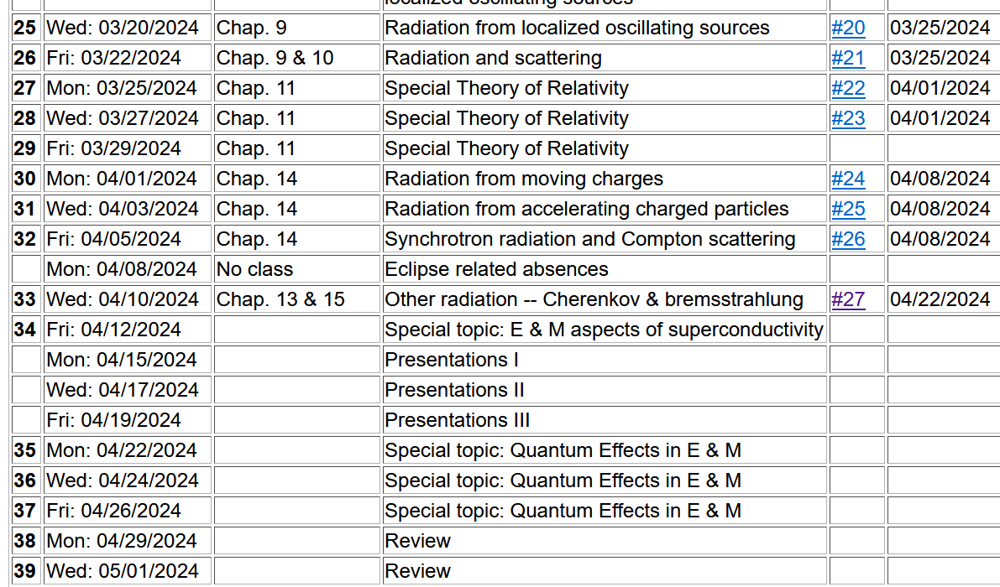 localized oscillating sources
25 Wed: 03/20/2024 Chap. 9 Radiation from localized oscillating sources #20 03/25/2024
26 Fri: 03/22/2024 Chap. 9 & 10 Radiation and scattering #21 03/25/2024
27 Mon: 03/25/2024 Chap. 11 Special Theory of Relativity #22 04/01/2024
28 Wed: 03/27/2024 Chap. 11 Special Theory of Relativity #23 04/01/2024
29 Fri: 03/29/2024 Chap. 11 Special Theory of Relativity
30 Mon: 04/01/2024 Chap. 14 Radiation from moving charges #24 04/08/2024
31 Wed: 04/03/2024 Chap. 14 Radiation from accelerating charged particles #25 04/08/2024
32 Fri: 04/05/2024 Chap. 14 Synchrotron radiation and Compton scattering #26 04/08/2024
Mon: 04/08/2024 No class Eclipse related absences
33 Wed: 04/10/2024 Chap. 13 & 15 Other radiation -- Cherenkov & bremsstrahlung #27 04/22/2024
34 Fri: 04/12/2024 Special topic: E & M aspects of superconductivity
Mon: 04/15/2024 Presentations I
Wed: 04/17/2024 Presentations II
Fri: 04/19/2024 Presentations III
35 Mon: 04/22/2024 Special topic: Quantum Effects in E & M
36 Wed: 04/24/2024 Special topic: Quantum Effects in E & M
37 Fri: 04/26/2024 Special topic: Quantum Effects in E & M
38 Mon: 04/29/2024 Review
39 Wed: 05/01/2024 Review